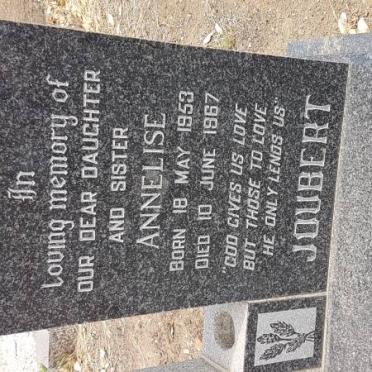 In
loving memory of
OUR DEAR DAUGHTER
AND SISTER
ANNELISE
BORN 18 MAY 1953
DIED 10 JUNE 1967
"GOD GIVES US LOVE
BUT THOSE TO LOVE,
HE ONLY LENDS US"
JOUBERT